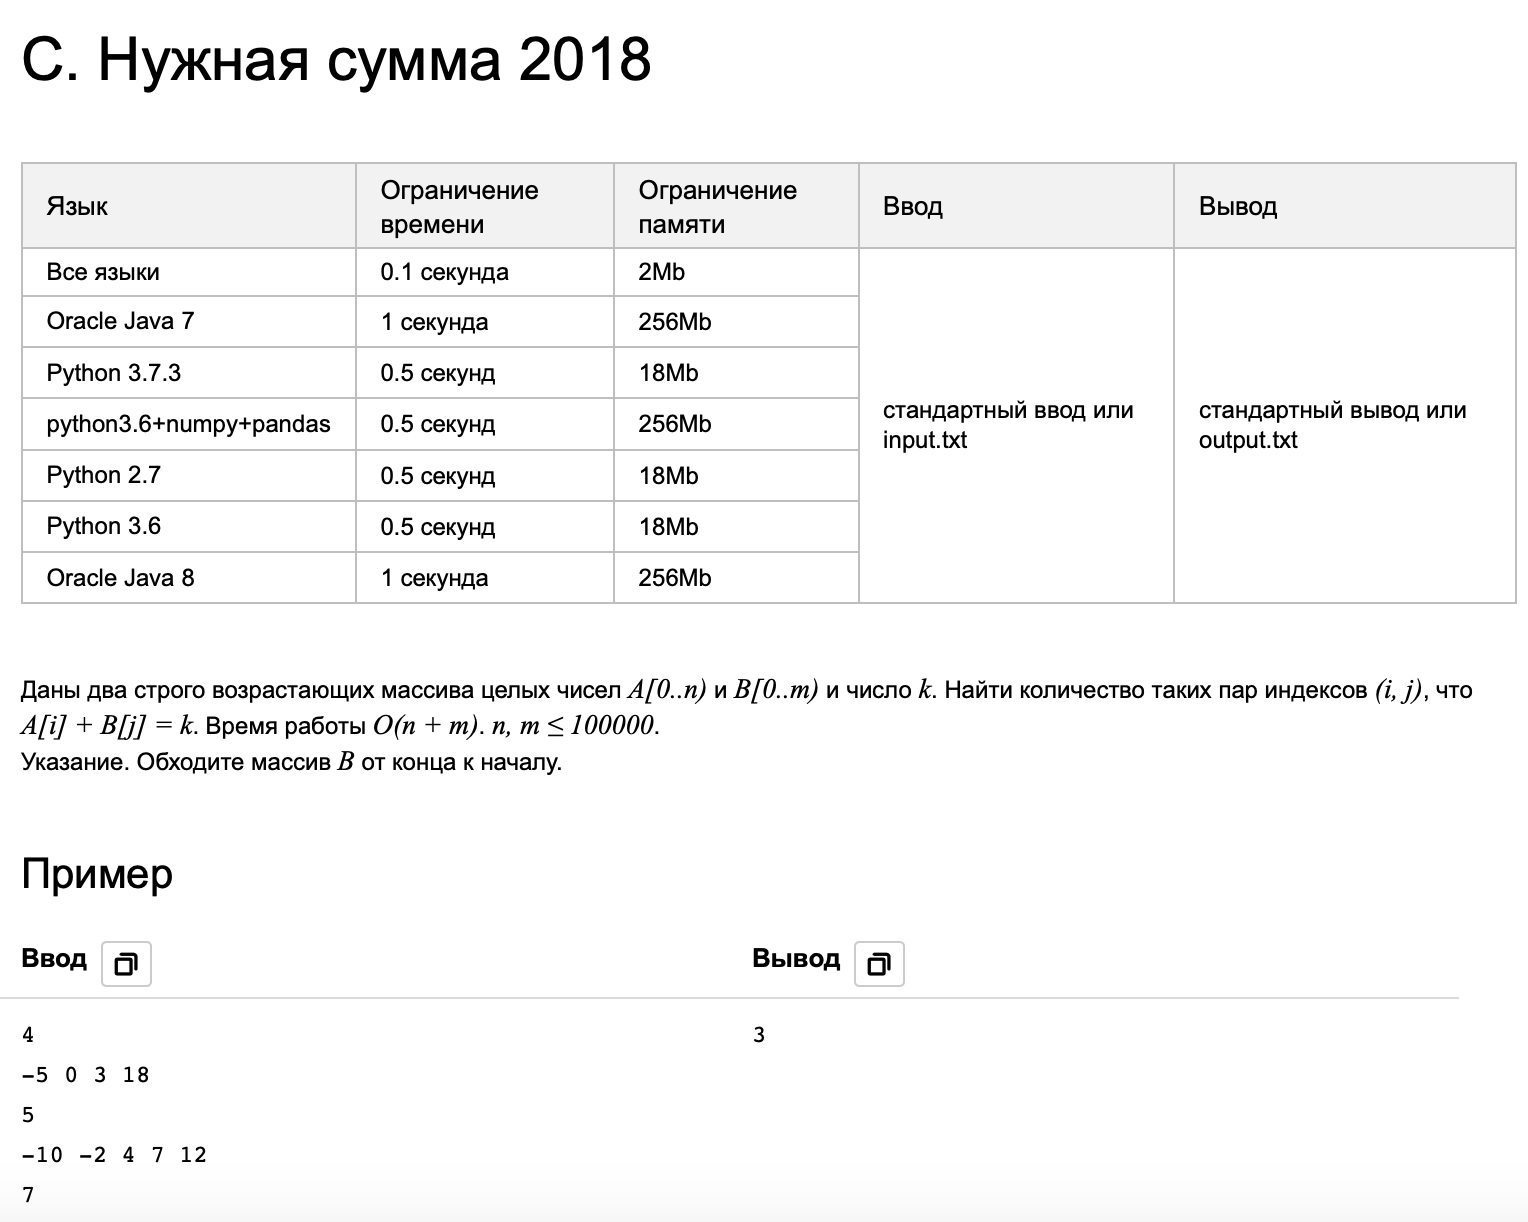 C. Нужная сумма 2018
Язык
Ограничение времени
Ограничение памяти
Ввод
Вывод
Все языки
0.1 секунда
2Mb
стандартный ввод или input.txt
стандартный вывод или output.txt
Oracle Java 7
1 секунда
256Mb
Python 3.7.3
0.5 секунд
18Mb
python3.6+numpy+pandas
0.5 секунд
256Mb
Python 2.7
0.5 секунд
18Mb
Python 3.6
0.5 секунд
18Mb
Oracle Java 8
1 секунда
256Mb
Даны два строго возрастающих массива целых чисел A[0..n) и B[0..m) и число k. Найти количество таких пар индексов (i, j), что
A[i] + B[j] = k. Время работы O(n + m). n, m ≤ 100000.
Указание. Обходите массив B от конца к началу.
Пример
Ввод
Вывод
4
-5 0 3 18
5
-10 -2 4 7 12
7
3